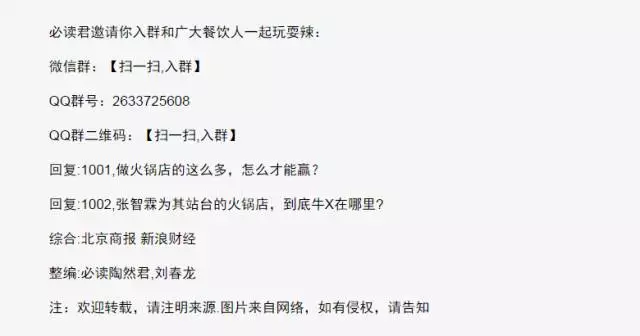 必读君邀请你入群和广大餐饮人一起玩耍辣：
微信群：【扫一扫,入群】
QQ群号：2633725608
QQ群二维码：【扫一扫,入群】
回复:1001,做火锅店的这么多，怎么才能赢？
回复:1002,张智霖为其站台的火锅店，到底牛X在哪里?
综合:北京商报 新浪财经
整编:必读陶然君,刘春龙
注：欢迎转载，请注明来源.图片来自网络，如有侵权，请告知